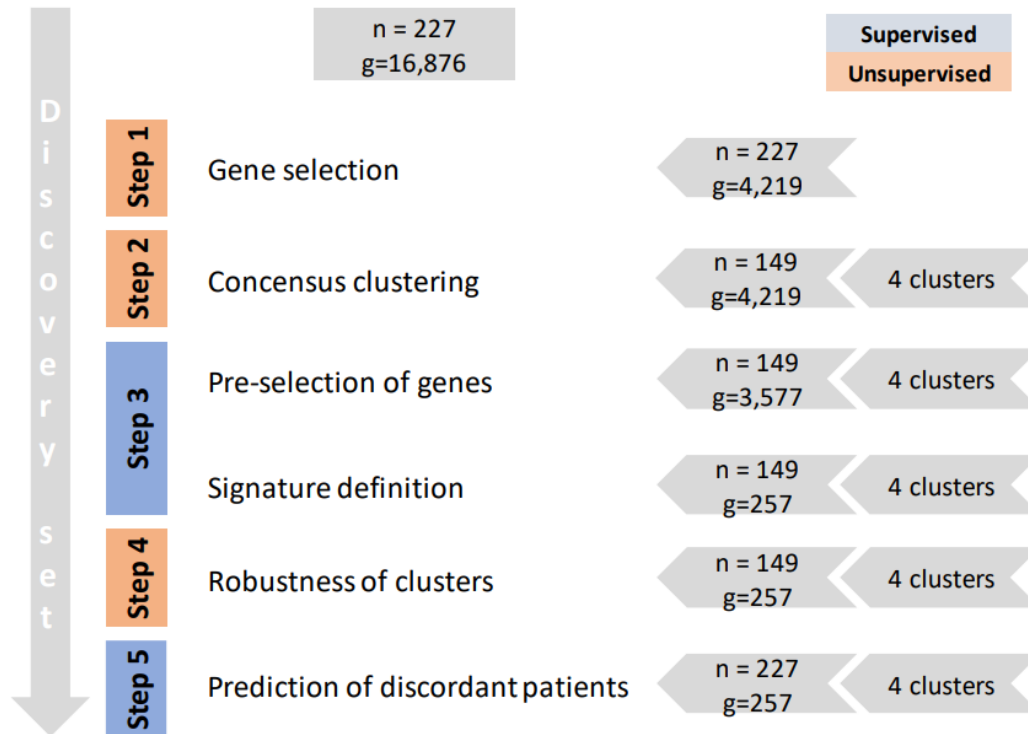 n = 227
g=16,876
Supervised
Unsupervised
Discovery set
Step 1
Gene selection
n = 227
g=4,219
Step 2
Concensus clustering
n = 149
g=4,219
4 clusters
Step 3
Pre-selection of genes
n = 149
g=3,577
4 clusters
Signature definition
n = 149
g=257
4 clusters
Step 4
Robustness of clusters
n = 149
g=257
4 clusters
Step 5
Prediction of discordant patients
n = 227
g=257
4 clusters